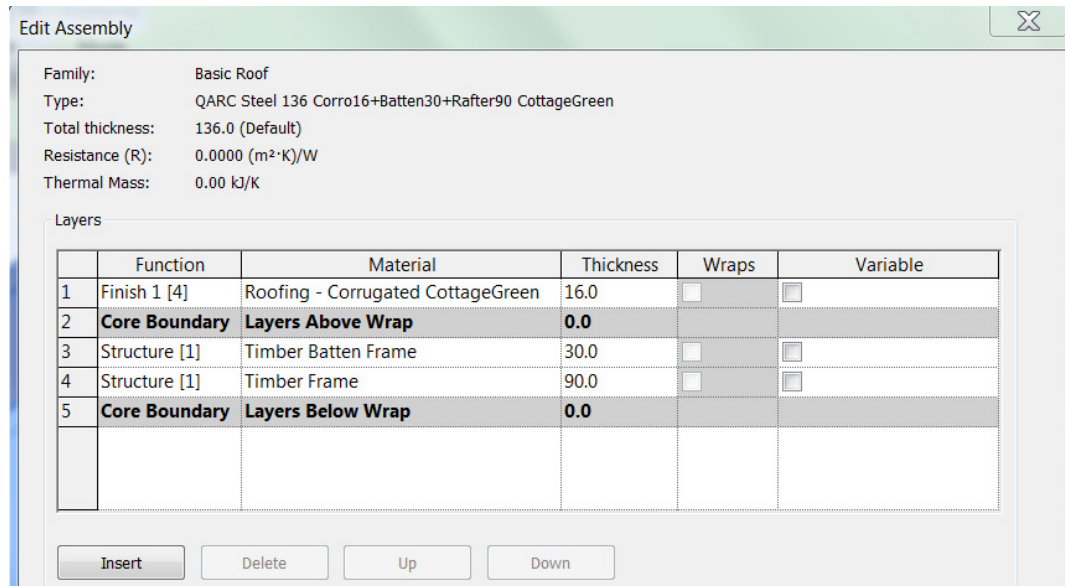 Edit Assembly
Family: Basic Roof
Type: QARC Steel 136 Corro16+Batten30+Rafter90 CottageGreen
Total thickness: 136.0 (Default)
Resistance (R): 0.0000 (m²·K)/W
Thermal Mass: 0.00 kJ/K
Layers
Function Material Thickness Wraps Variable
1 Finish 1 [4] Roofing - Corrugated CottageGreen 16.0
2 Core Boundary Layers Above Wrap 0.0
3 Structure [1] Timber Batten Frame 30.0
4 Structure [1] Timber Frame 90.0
5 Core Boundary Layers Below Wrap 0.0
Insert Delete Up Down